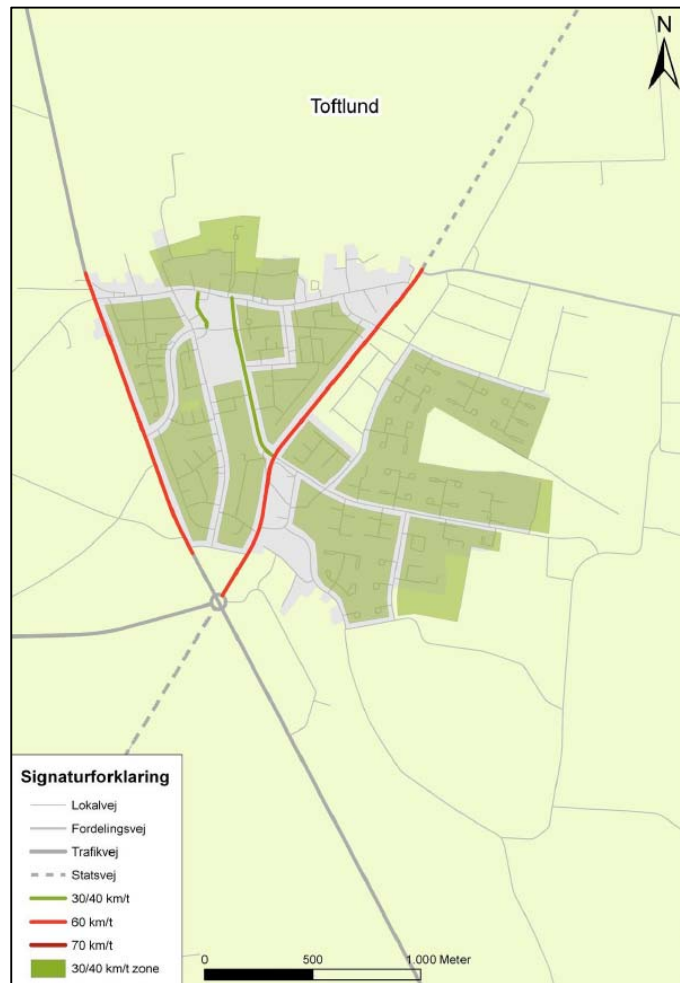 N
Toftlund
Signaturforklaring
Lokalvej
Fordelingsvej
Trafikvej
Statsvej
30/40 km/t
60 km/t
70 km/t
30/40 km/t zone
0 500 1.000 Meter